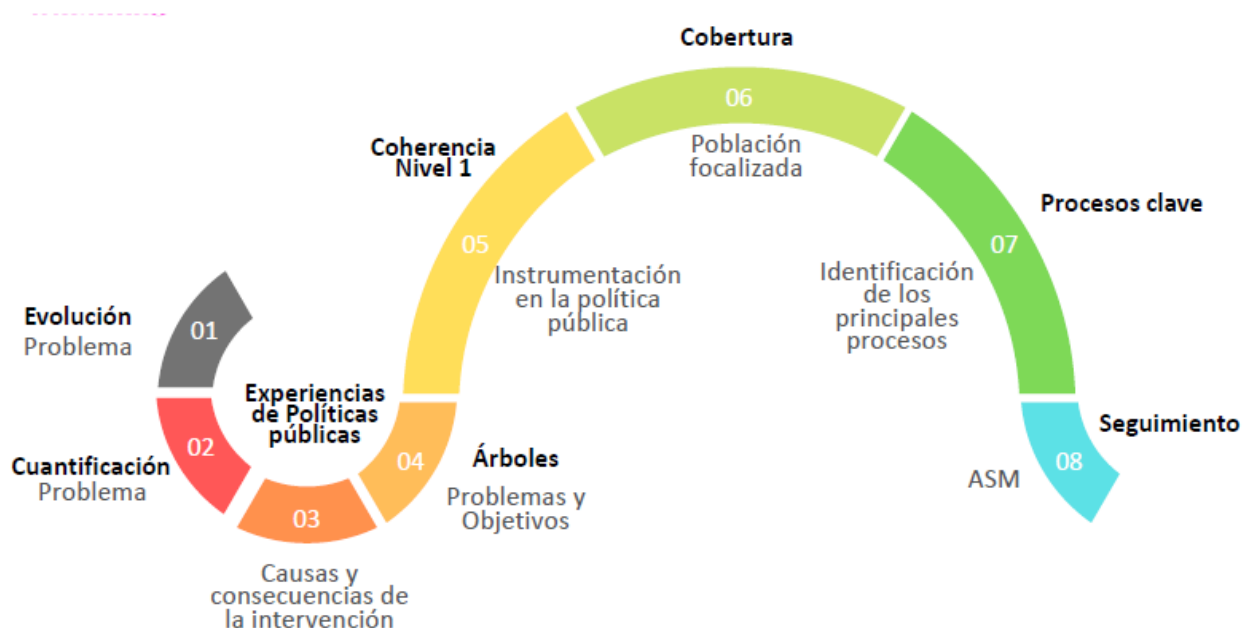 01
Evolución
Problema
02
Cuantificación
Problema
Experiencias
de Políticas
públicas
03
Causas y
consecuencias de
la intervención
04
Árboles
Problemas y
Objetivos
Coherencia
Nivel 1
05
Instrumentación
en la política
pública
Cobertura
06
Población
focalizada
Procesos clave
07
Identificación
de los
principales
procesos
Seguimiento
08
ASM